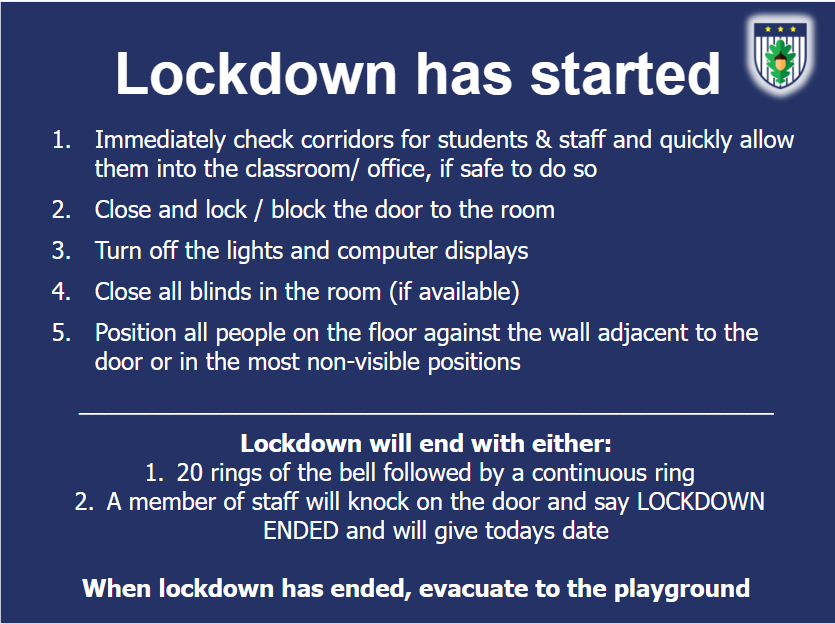 Lockdown has started
1. Immediately check corridors for students & staff and quickly allow
them into the classroom/ office, if safe to do so
2. Close and lock / block the door to the room
3. Turn off the lights and computer displays
4. Close all blinds in the room (if available)
5. Position all people on the floor against the wall adjacent to the
door or in the most non-visible positions
Lockdown will end with either:
1. 20 rings of the bell followed by a continuous ring
2. A member of staff will knock on the door and say LOCKDOWN
ENDED and will give todays date
When lockdown has ended, evacuate to the playground